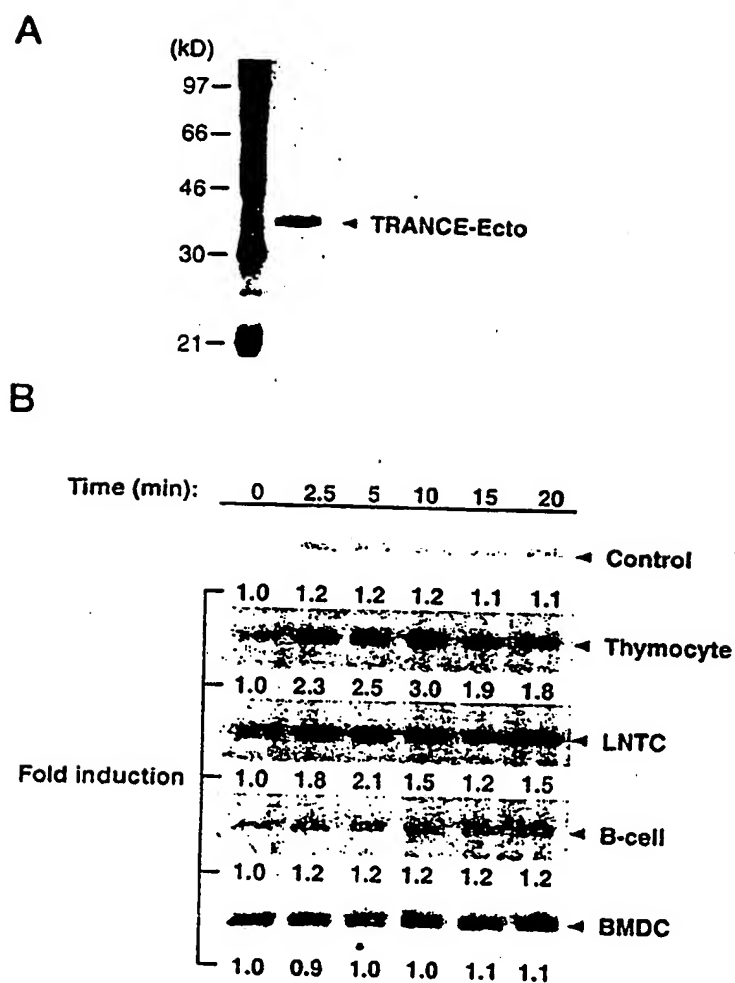 A
(kD)
97
66
46
TRANCE-Ecto
30
21
B
Time (min): 0 2.5 5 10 15 20
Control
1.0 1.2 1.2 1.2 1.1 1.1
Thymocyte
1.0 2.3 2.5 3.0 1.9 1.8
LNTC
Fold induction 1.0 1.8 2.1 1.5 1.2 1.5
B-cell
1.0 1.2 1.2 1.2 1.2 1.2
BMDC
1.0 0.9 1.0 1.0 1.1 1.1